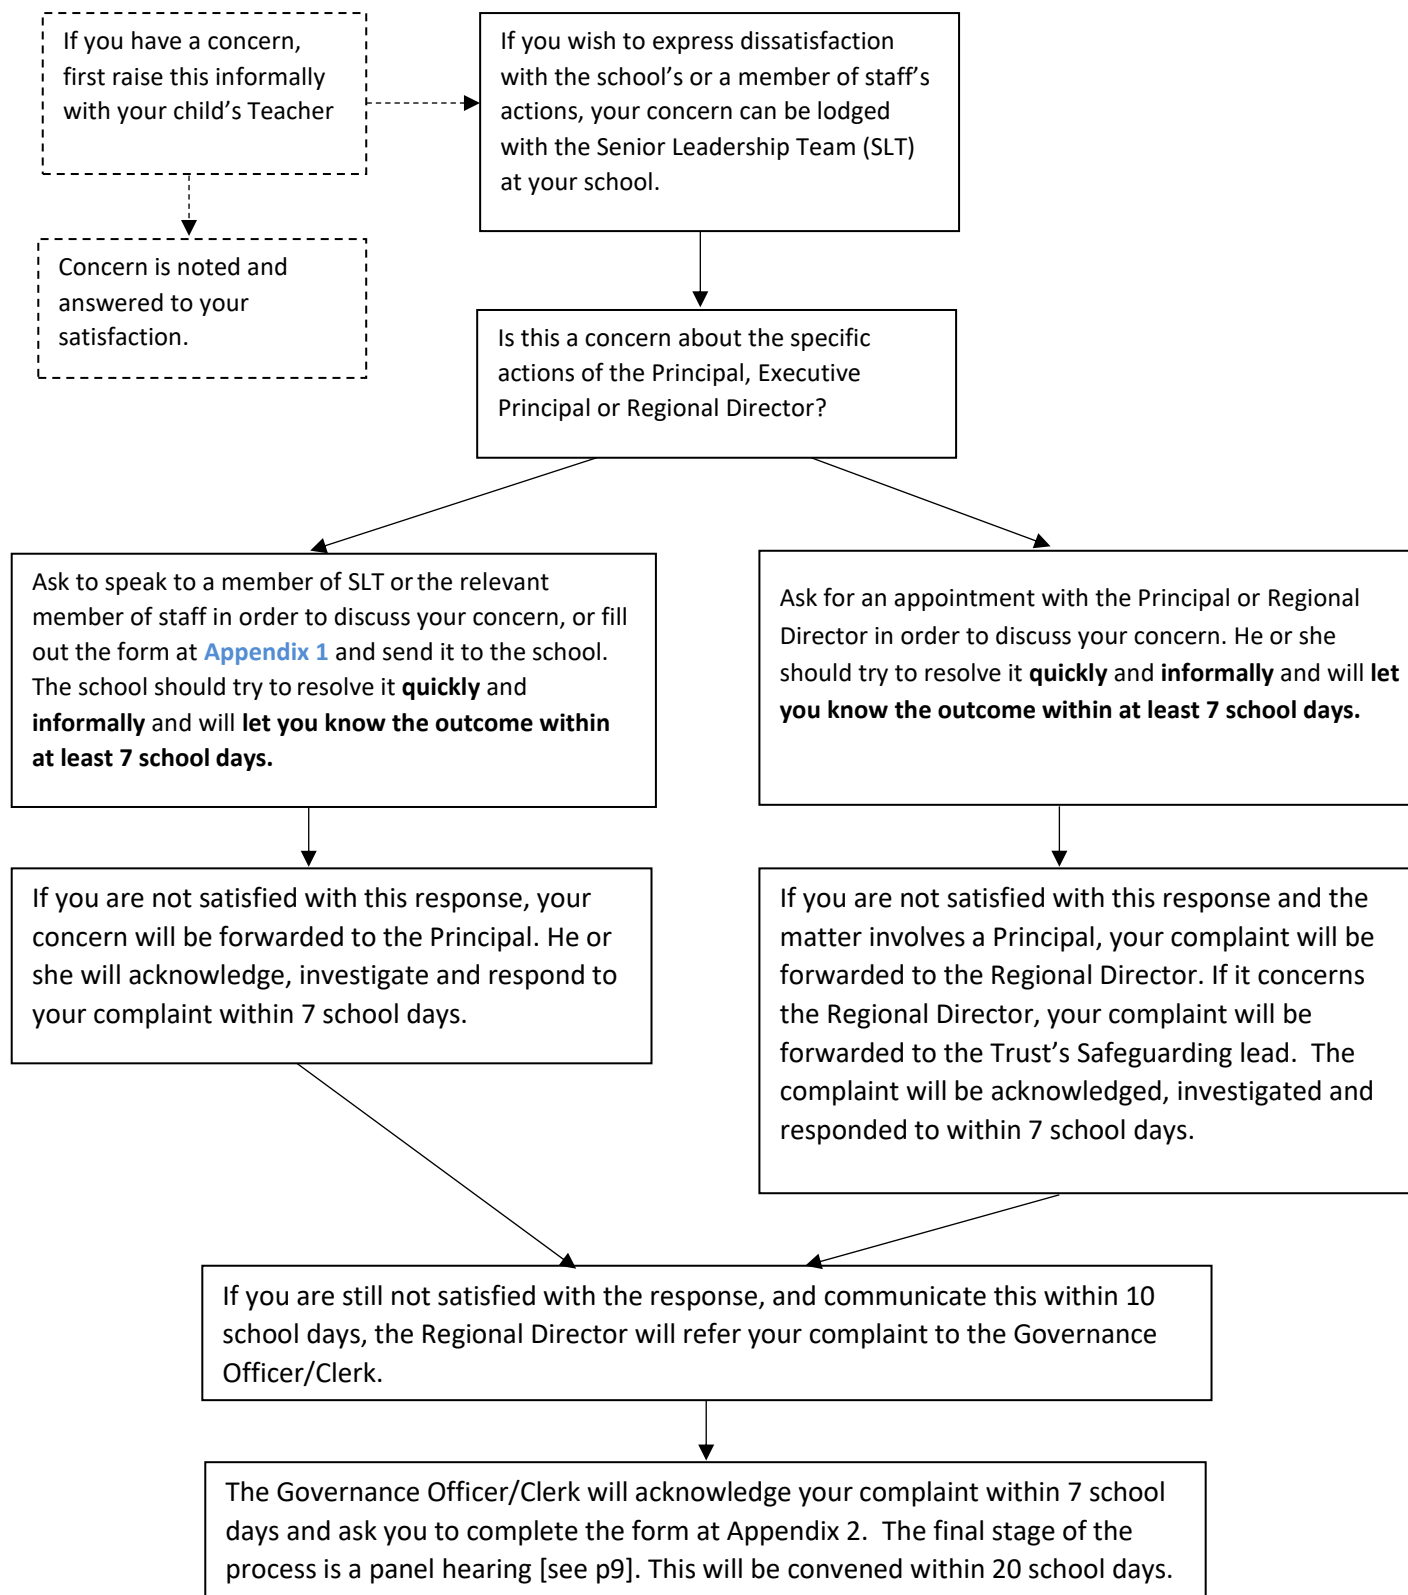 If you have a concern,
first raise this informally
with your child’s Teacher
If you wish to express dissatisfaction
with the school’s or a member of staff’s
actions, your concern can be lodged
with the Senior Leadership Team (SLT)
at your school.
Concern is noted and
answered to your
satisfaction.
Is this a concern about the specific
actions of the Principal, Executive
Principal or Regional Director?
Ask to speak to a member of SLT or the relevant
member of staff in order to discuss your concern, or fill
out the form at Appendix 1 and send it to the school.
The school should try to resolve it quickly and
informally and will let you know the outcome within
at least 7 school days.
Ask for an appointment with the Principal or Regional
Director in order to discuss your concern. He or she
should try to resolve it quickly and informally and will let
you know the outcome within at least 7 school days.
If you are not satisfied with this response, your
concern will be forwarded to the Principal. He or
she will acknowledge, investigate and respond to
your complaint within 7 school days.
If you are not satisfied with this response and the
matter involves a Principal, your complaint will be
forwarded to the Regional Director. If it concerns
the Regional Director, your complaint will be
forwarded to the Trust’s Safeguarding lead. The
complaint will be acknowledged, investigated and
responded to within 7 school days.
If you are still not satisfied with the response, and communicate this within 10
school days, the Regional Director will refer your complaint to the Governance
Officer/Clerk.
The Governance Officer/Clerk will acknowledge your complaint within 7 school
days and ask you to complete the form at Appendix 2. The final stage of the
process is a panel hearing [see p9]. This will be convened within 20 school days.